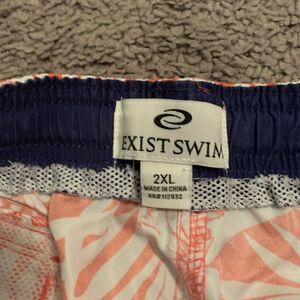 EXIST SWIM
2XL
MADE IN CHINA
RN#112932